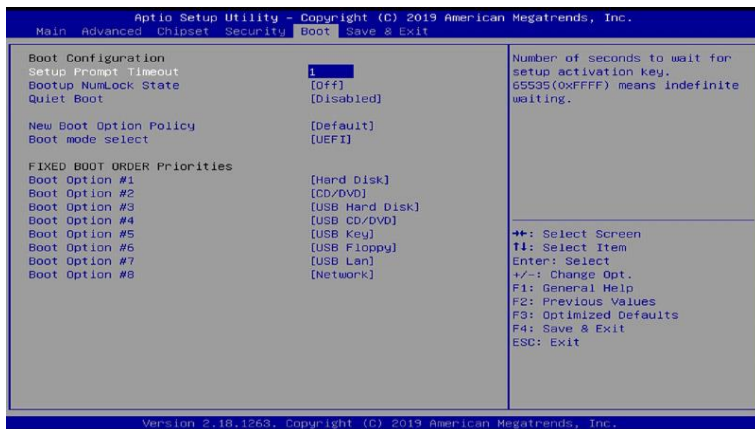 Aptio Setup Utility – Copyright (C) 2019 American Megatrends, Inc.
Main Advanced Chipset Security Boot Save & Exit
Boot Configuration
Setup Prompt Timeout 1
Bootup NumLock State [Off]
Quiet Boot [Disabled]
New Boot Option Policy [Default]
Boot mode select [UEFI]
FIXED BOOT ORDER Priorities
Boot Option #1 [Hard Disk]
Boot Option #2 [CD/DVD]
Boot Option #3 [USB Hard Disk]
Boot Option #4 [USB CD/DVD]
Boot Option #5 [USB Key]
Boot Option #6 [USB Floppy]
Boot Option #7 [USB Lan]
Boot Option #8 [Network]
Number of seconds to wait for
setup activation key.
65535(0xFFFF) means indefinite
waiting.
→←: Select Screen
↑↓: Select Item
Enter: Select
+/-: Change Opt.
F1: General Help
F2: Previous Values
F3: Optimized Defaults
F4: Save & Exit
ESC: Exit
Version 2.18.1263. Copyright (C) 2019 American Megatrends, Inc.